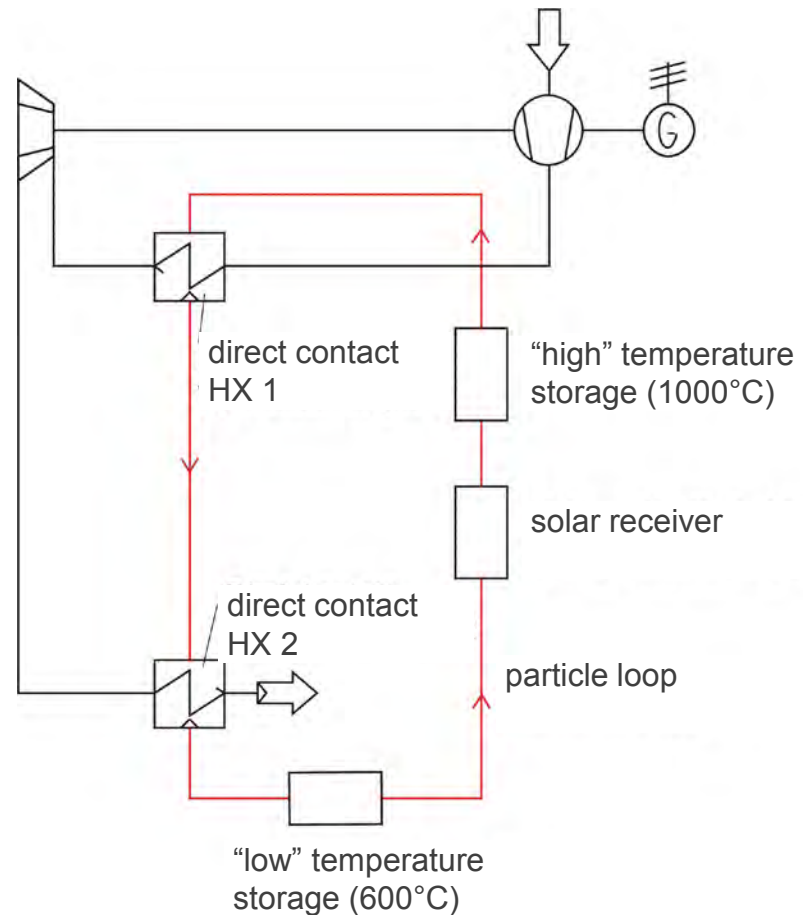 G
direct contact
HX 1
“high” temperature
storage (1000°C)
solar receiver
direct contact
HX 2
particle loop
“low” temperature
storage (600°C)